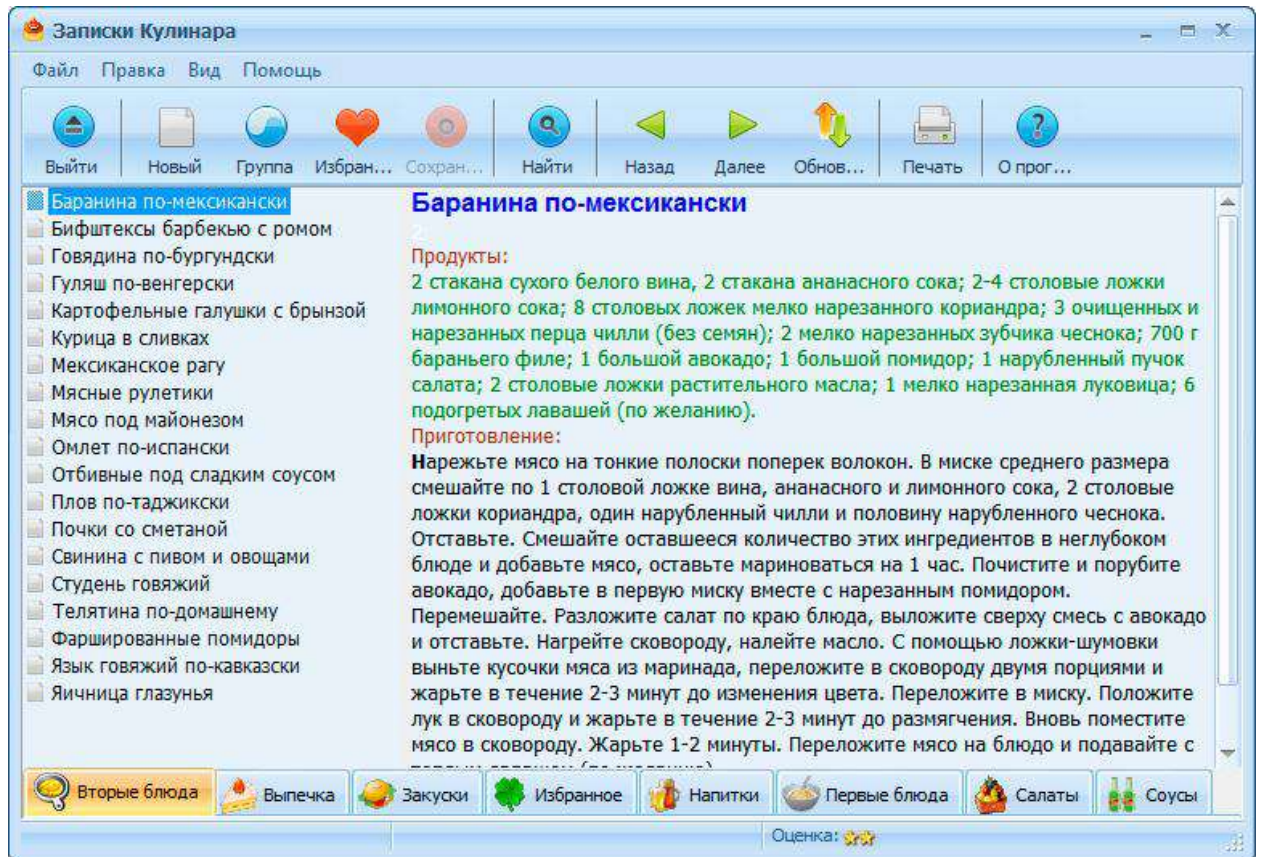 Записки Кулинара
Файл Правка Вид Помощь
Выйти Новый Группа Избран... Сохран... Найти Назад Далее Обнов... Печать О прог...
Баранина по-мексикански
Бифштексы барбекью с ромом
Говядина по-бургундски
Гуляш по-венгерски
Картофельные галушки с брынзой
Курица в сливках
Мексиканское рагу
Мясные рулетики
Мясо под майонезом
Омлет по-испански
Отбивные под сладким соусом
Плов по-таджикски
Почки со сметаной
Свинина с пивом и овощами
Студень говяжий
Телятина по-домашнему
Фаршированные помидоры
Язык говяжий по-кавказски
Яичница глазунья
Баранина по-мексикански
2
Продукты:
2 стакана сухого белого вина, 2 стакана ананасного сока; 2-4 столовые ложки
лимонного сока; 8 столовых ложек мелко нарезанного кориандра; 3 очищенных и
нарезанных перца чилли (без семян); 2 мелко нарезанных зубчика чеснока; 700 г
бараньего филе; 1 большой авокадо; 1 большой помидор; 1 нарубленный пучок
салата; 2 столовые ложки растительного масла; 1 мелко нарезанная луковица; 6
подогретых лавашей (по желанию).
Приготовление:
Нарежьте мясо на тонкие полоски поперек волокон. В миске среднего размера
смешайте по 1 столовой ложке вина, ананасного и лимонного сока, 2 столовые
ложки кориандра, один нарубленный чилли и половину нарубленного чеснока.
Отставьте. Смешайте оставшееся количество этих ингредиентов в неглубоком
блюде и добавьте мясо, оставьте мариноваться на 1 час. Почистите и порубите
авокадо, добавьте в первую миску вместе с нарезанным помидором.
Перемешайте. Разложите салат по краю блюда, выложите сверху смесь с авокадо
и отставьте. Нагрейте сковороду, налейте масло. С помощью ложки-шумовки
выньте кусочки мяса из маринада, переложите в сковороду двумя порциями и
жарьте в течение 2-3 минут до изменения цвета. Переложите в миску. Положите
лук в сковороду и жарьте в течение 2-3 минут до размягчения. Вновь поместите
мясо в сковороду. Жарьте 1-2 минуты. Переложите мясо на блюдо и подавайте с
Вторые блюда Выпечка Закуски Избранное Напитки Первые блюда Салаты Соусы
Оценка: